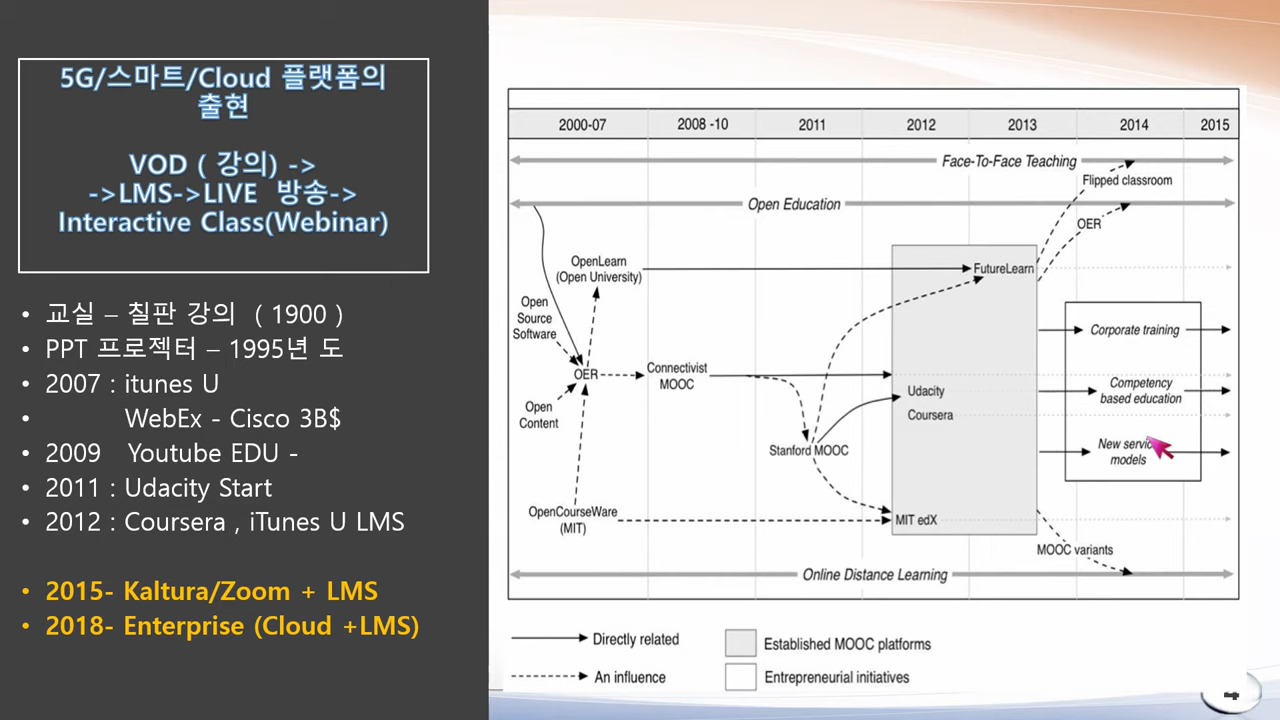 5G/스마트/Cloud 플랫폼의
출현
VOD ( 강의) ->
->LMS->LIVE 방송->
Interactive Class(Webinar)
• 교실 – 칠판 강의 ( 1900 )
• PPT 프로젝터 – 1995년 도
• 2007 : itunes U
• WebEx - Cisco 3B$
• 2009 Youtube EDU -
• 2011 : Udacity Start
• 2012 : Coursera , iTunes U LMS
• 2015- Kaltura/Zoom + LMS
• 2018- Enterprise (Cloud +LMS)
2000-07 2008 -10 2011 2012 2013 2014 2015
Face-To-Face Teaching
Flipped classroom
Open Education
OER
OpenLearn
(Open University)
FutureLearn
Open
Source
Software
Corporate training
OER
Connectivist
MOOC
Udacity
Coursera
Competency
based education
Open
Content
Stanford MOOC
New
models
OpenCourseWare
(MIT)
MIT edX
MOOC variants
Online Distance Learning
Directly related
Established MOOC platforms
An influence
Entrepreneurial initiatives
4